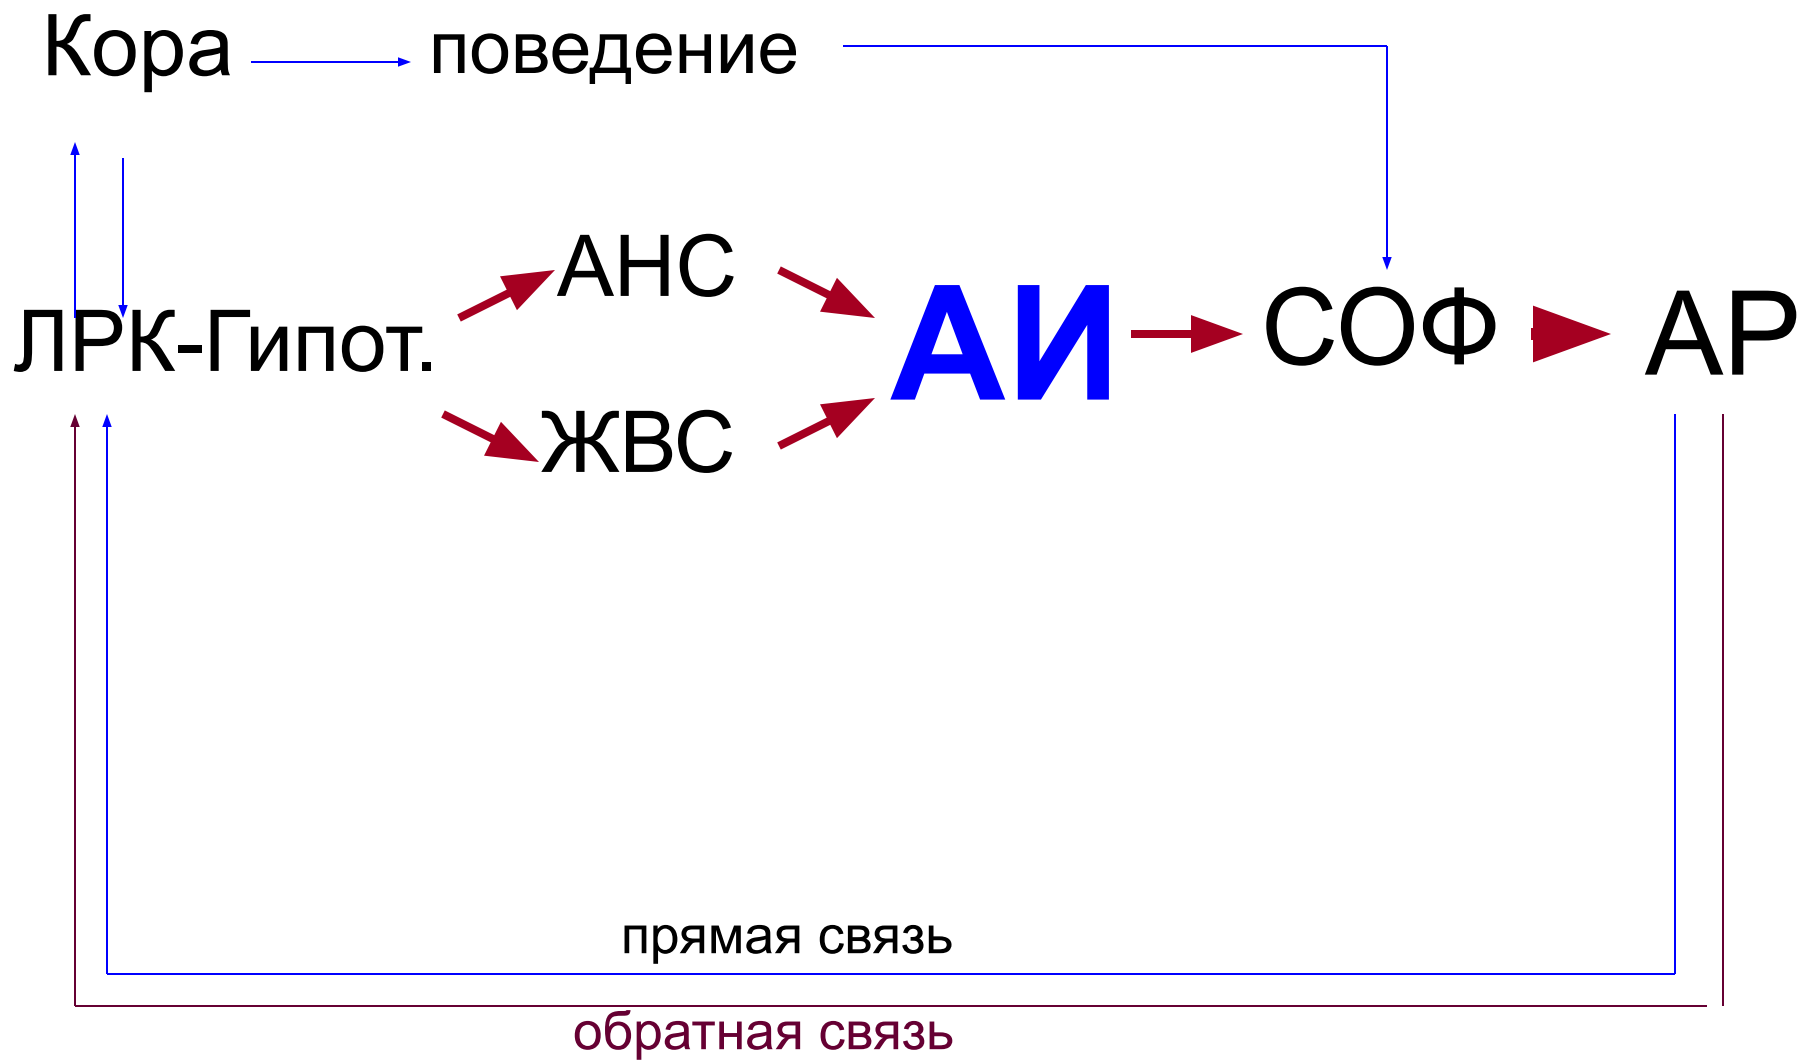 Кора
поведение
АНС
ЛРК-Гипот.
АИ
СОФ
АР
ЖВС
прямая связь
обратная связь